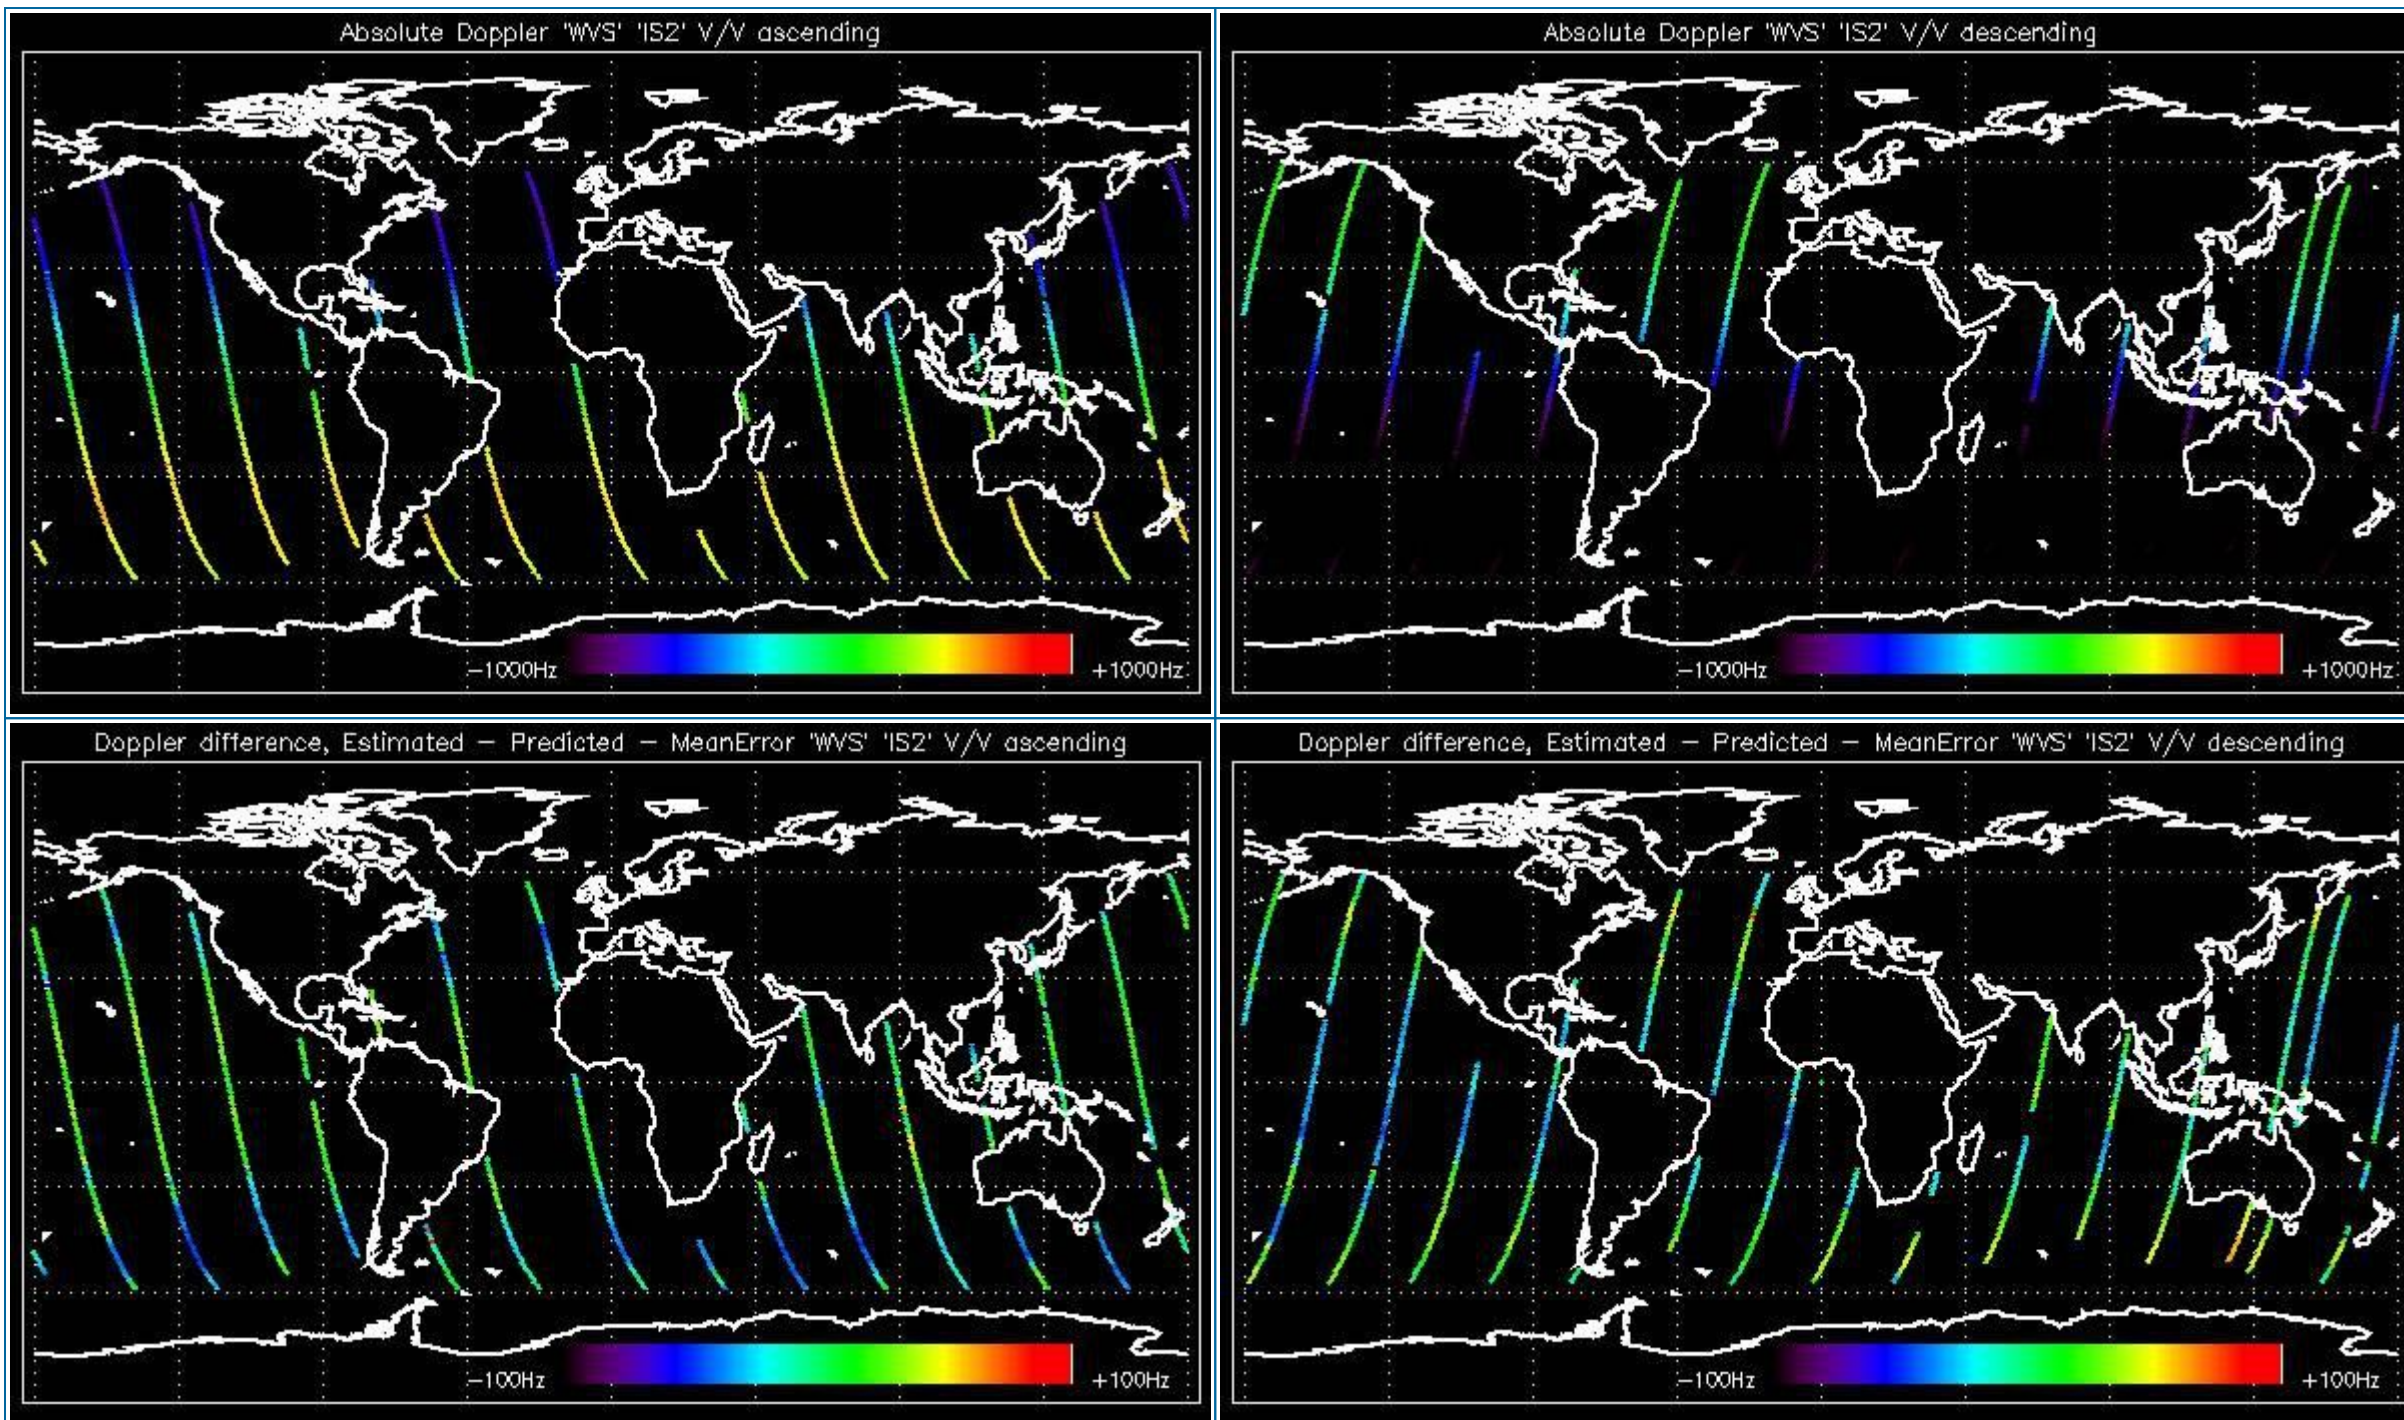 Absolute Doppler 'WVS' 'IS2' V/V ascending
-1000Hz
+1000Hz
Absolute Doppler 'WVS' 'IS2' V/V descending
-1000Hz
+1000Hz
Doppler difference, Estimated - Predicted - MeanError 'WVS' 'IS2' V/V ascending
-100Hz
+100Hz
Doppler difference, Estimated - Predicted - MeanError 'WVS' 'IS2' V/V descending
-100Hz
+100Hz